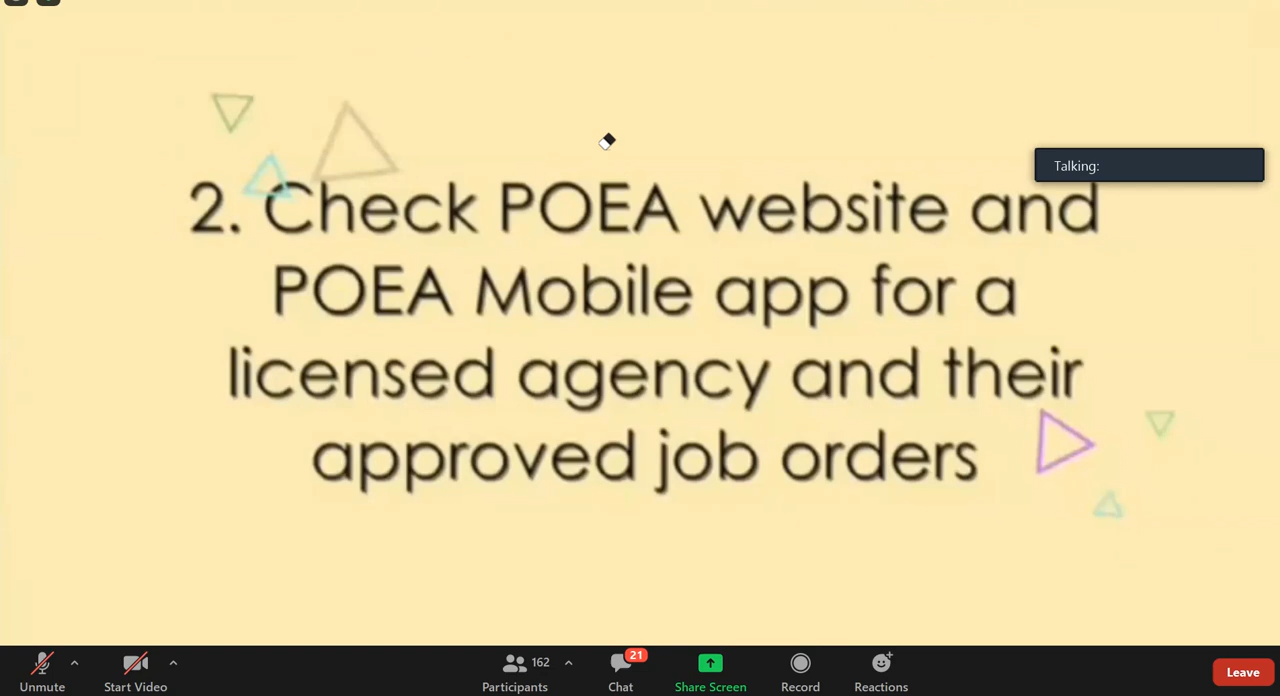 Talking:
2. Check POEA website and
POEA Mobile app for a
licensed agency and their
approved job orders
162
21
Unmute
Start Video
Participants
Chat
Share Screen
Record
Reactions
Leave